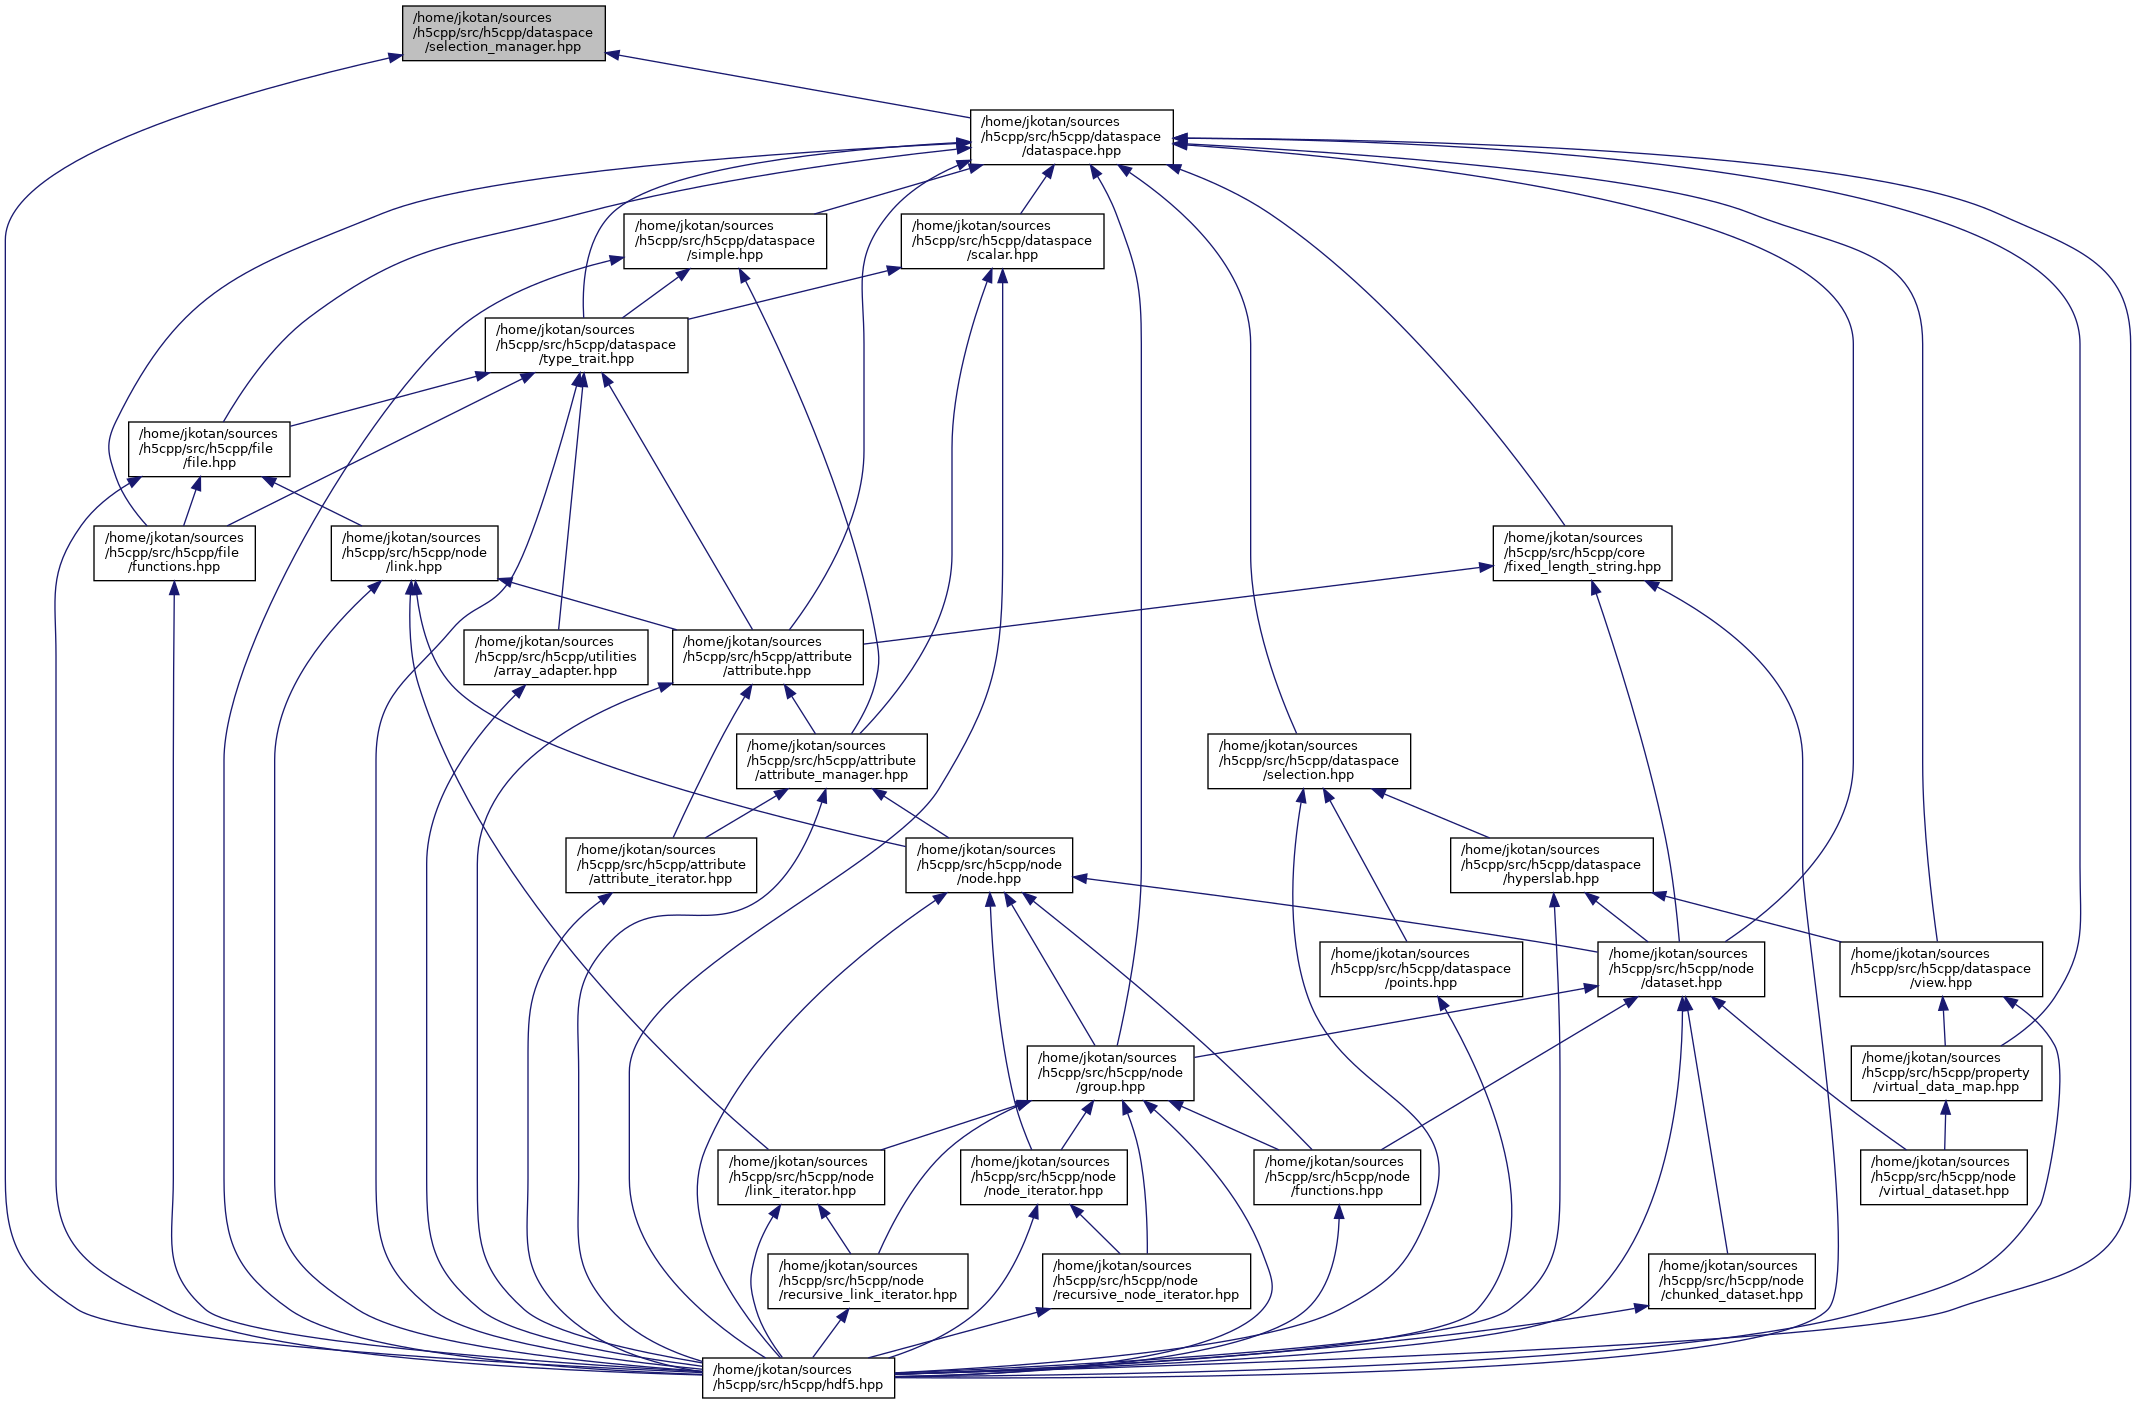 /home/jkotan/sources
/h5cpp/src/h5cpp/dataspace
/selection_manager.hpp
/home/jkotan/sources
/h5cpp/src/h5cpp/dataspace
/dataspace.hpp
/home/jkotan/sources
/h5cpp/src/h5cpp/dataspace
/simple.hpp
/home/jkotan/sources
/h5cpp/src/h5cpp/dataspace
/scalar.hpp
/home/jkotan/sources
/h5cpp/src/h5cpp/dataspace
/type_trait.hpp
/home/jkotan/sources
/h5cpp/src/h5cpp/file
/file.hpp
/home/jkotan/sources
/h5cpp/src/h5cpp/file
/functions.hpp
/home/jkotan/sources
/h5cpp/src/h5cpp/node
/link.hpp
/home/jkotan/sources
/h5cpp/src/h5cpp/core
/fixed_length_string.hpp
/home/jkotan/sources
/h5cpp/src/h5cpp/utilities
/array_adapter.hpp
/home/jkotan/sources
/h5cpp/src/h5cpp/attribute
/attribute.hpp
/home/jkotan/sources
/h5cpp/src/h5cpp/attribute
/attribute_manager.hpp
/home/jkotan/sources
/h5cpp/src/h5cpp/dataspace
/selection.hpp
/home/jkotan/sources
/h5cpp/src/h5cpp/attribute
/attribute_iterator.hpp
/home/jkotan/sources
/h5cpp/src/h5cpp/node
/node.hpp
/home/jkotan/sources
/h5cpp/src/h5cpp/dataspace
/hyperslab.hpp
/home/jkotan/sources
/h5cpp/src/h5cpp/dataspace
/points.hpp
/home/jkotan/sources
/h5cpp/src/h5cpp/node
/dataset.hpp
/home/jkotan/sources
/h5cpp/src/h5cpp/dataspace
/view.hpp
/home/jkotan/sources
/h5cpp/src/h5cpp/node
/group.hpp
/home/jkotan/sources
/h5cpp/src/h5cpp/property
/virtual_data_map.hpp
/home/jkotan/sources
/h5cpp/src/h5cpp/node
/link_iterator.hpp
/home/jkotan/sources
/h5cpp/src/h5cpp/node
/node_iterator.hpp
/home/jkotan/sources
/h5cpp/src/h5cpp/node
/functions.hpp
/home/jkotan/sources
/h5cpp/src/h5cpp/node
/virtual_dataset.hpp
/home/jkotan/sources
/h5cpp/src/h5cpp/node
/recursive_link_iterator.hpp
/home/jkotan/sources
/h5cpp/src/h5cpp/node
/recursive_node_iterator.hpp
/home/jkotan/sources
/h5cpp/src/h5cpp/node
/chunked_dataset.hpp
/home/jkotan/sources
/h5cpp/src/h5cpp/hdf5.hpp